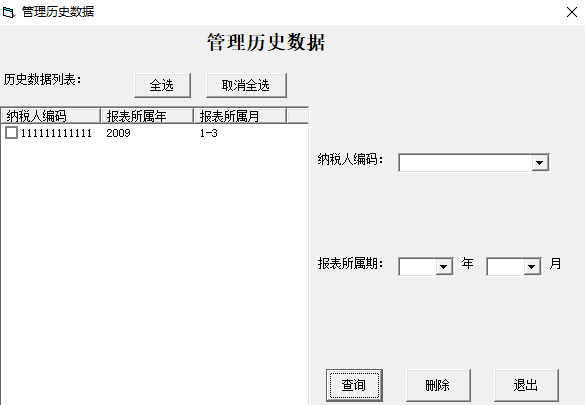 管理历史数据
管理历史数据
历史数据列表：
全选
取消全选
纳税人编码 报表所属年 报表所属月
111111111111 2009 1-3
纳税人编码：
报表所属期： 年 月
查询 删除 退出